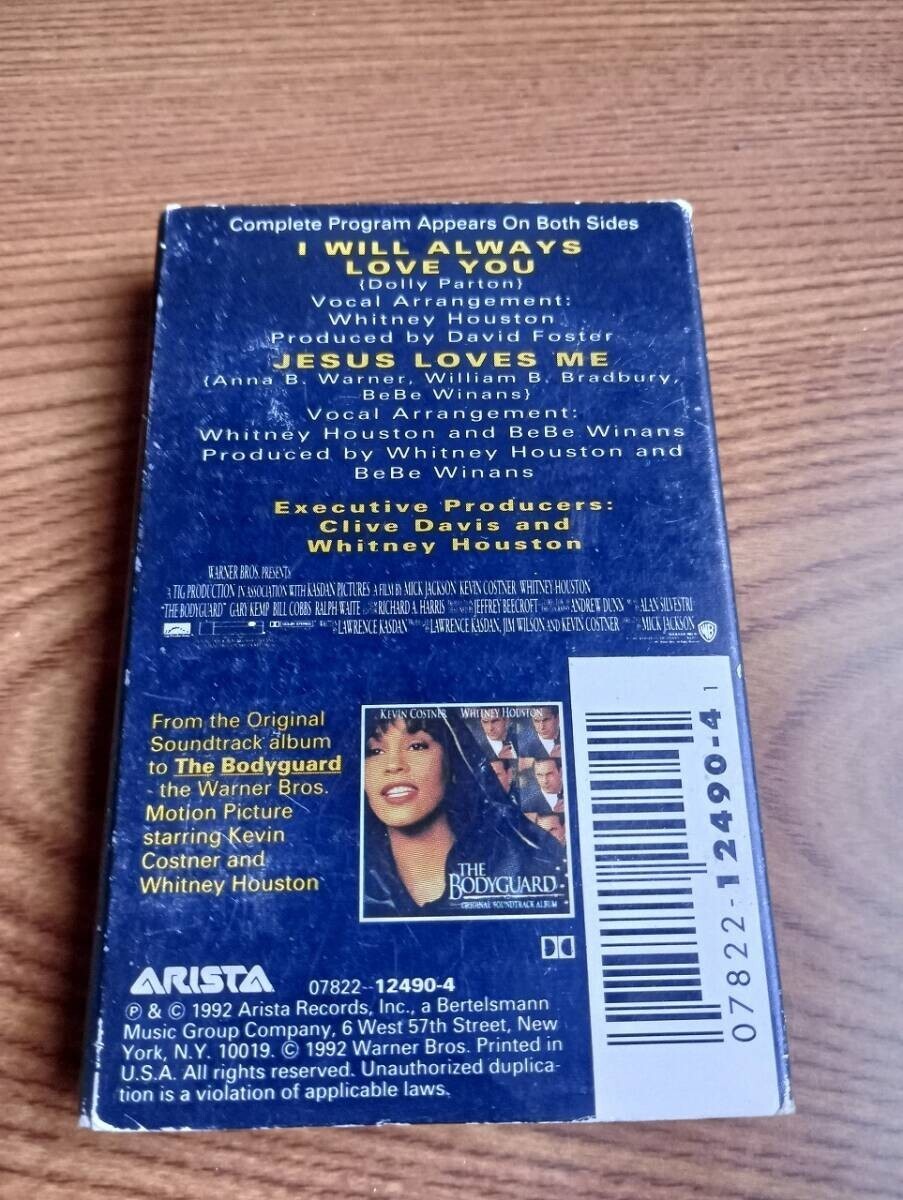 Complete Program Appears On Both Sides
I WILL ALWAYS
LOVE YOU
{Dolly Parton}
Vocal Arrangement:
Whitney Houston
Produced by David Foster
JESUS LOVES ME
{Anna B. Warner, William B. Bradbury,
BeBe Winans}
Vocal Arrangement:
Whitney Houston and BeBe Winans
Produced by Whitney Houston and
BeBe Winans
Executive Producers:
Clive Davis and
Whitney Houston
WARNER BROS. PRESENTS
A TIG PRODUCTION IN ASSOCIATION WITH KASDAN PICTURES A FILM BY MICK JACKSON KEVIN COSTNER WHITNEY HOUSTON
"THE BODYGUARD" GARY KEMP BILL COBBS RALPH WAITE RICHARD A. HARRIS JEFFREY BEECROFT ANDREW DUNN ALAN SILVESTRI
LAWRENCE KASDAN LAWRENCE KASDAN, JIM WILSON AND KEVIN COSTNER MICK JACKSON
WB
From the Original
Soundtrack album
to The Bodyguard
- the Warner Bros.
Motion Picture
starring Kevin
Costner and
Whitney Houston
KEVIN COSTNER WHITNEY HOUSTON
THE
BODYGUARD
ORIGINAL SOUNDTRACK ALBUM
ARISTA 07822-12490-4
℗ & © 1992 Arista Records, Inc., a Bertelsmann
Music Group Company, 6 West 57th Street, New
York, N.Y. 10019. © 1992 Warner Bros. Printed in
U.S.A. All rights reserved. Unauthorized duplica-
tion is a violation of applicable laws.
07822-12490-4 1